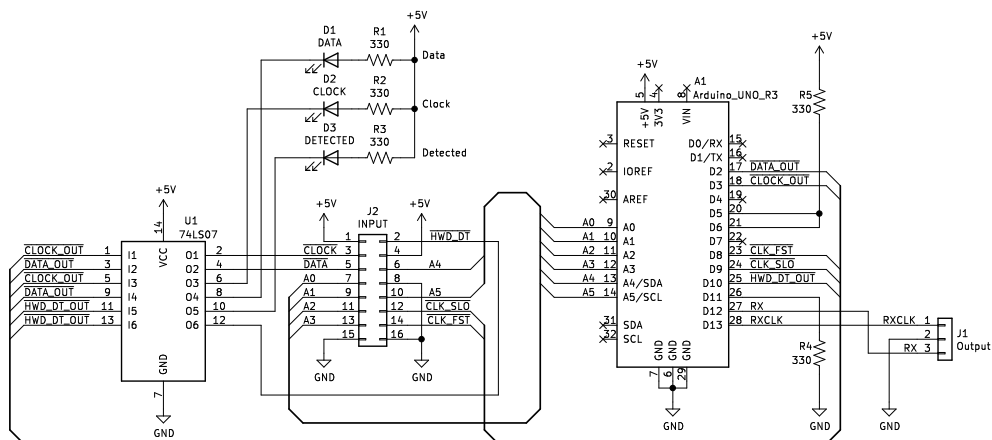 +5V
D1
DATA
R1
330
Data
D2
CLOCK
R2
330
Clock
D3
DETECTED
R3
330
Detected
+5V
14
VCC
U1
74LS07
CLOCK_OUT 1 I1 O1 2
DATA_OUT 3 I2 O2 4
CLOCK_OUT 5 I3 O3 6
DATA_OUT 9 I4 O4 8
HWD_DT_OUT 11 I5 O5 10
HWD_DT_OUT 13 I6 O6 12
GND
7
GND
+5V
J2
INPUT
+5V
1 2 HWD_DT
CLOCK 3 4
DATA 5 6 A4
A0 7 8
A1 9 10 A5
A2 11 12 CLK_SLO
A3 13 14 CLK_FST
15 16
GND
GND
+5V
5
+5V
4
3V3
8
VIN
A1
Arduino_UNO_R3
3 RESET
2 IOREF
30 AREF
A0 9 A0
A1 10 A1
A2 11 A2
A3 12 A3
A4 13 A4/SDA
A5 14 A5/SCL
31 SDA
32 SCL
GND
GND
GND
7
6
29
GND
D0/RX 15
D1/TX 16
D2 17 DATA_OUT
D3 18 CLOCK_OUT
D4 19
D5 20
D6 21
D7 22
D8 23 CLK_FST
D9 24 CLK_SLO
D10 25 HWD_DT_OUT
D11 26
D12 27 RX
D13 28 RXCLK
+5V
R5
330
R4
330
GND
GND
RXCLK 1
2
RX 3
J1
Output